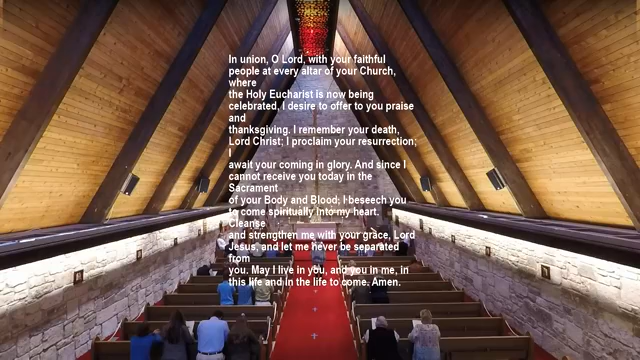 In union, O Lord, with your faithful
people at every altar of your Church,
where
the Holy Eucharist is now being
celebrated, I desire to offer to you praise
and
thanksgiving. I remember your death,
Lord Christ; I proclaim your resurrection;
I
await your coming in glory. And since I
cannot receive you today in the
Sacrament
of your Body and Blood, I beseech you
to come spiritually into my heart.
Cleanse
and strengthen me with your grace, Lord
Jesus, and let me never be separated
from
you. May I live in you, and you in me, in
this life and in the life to come. Amen.